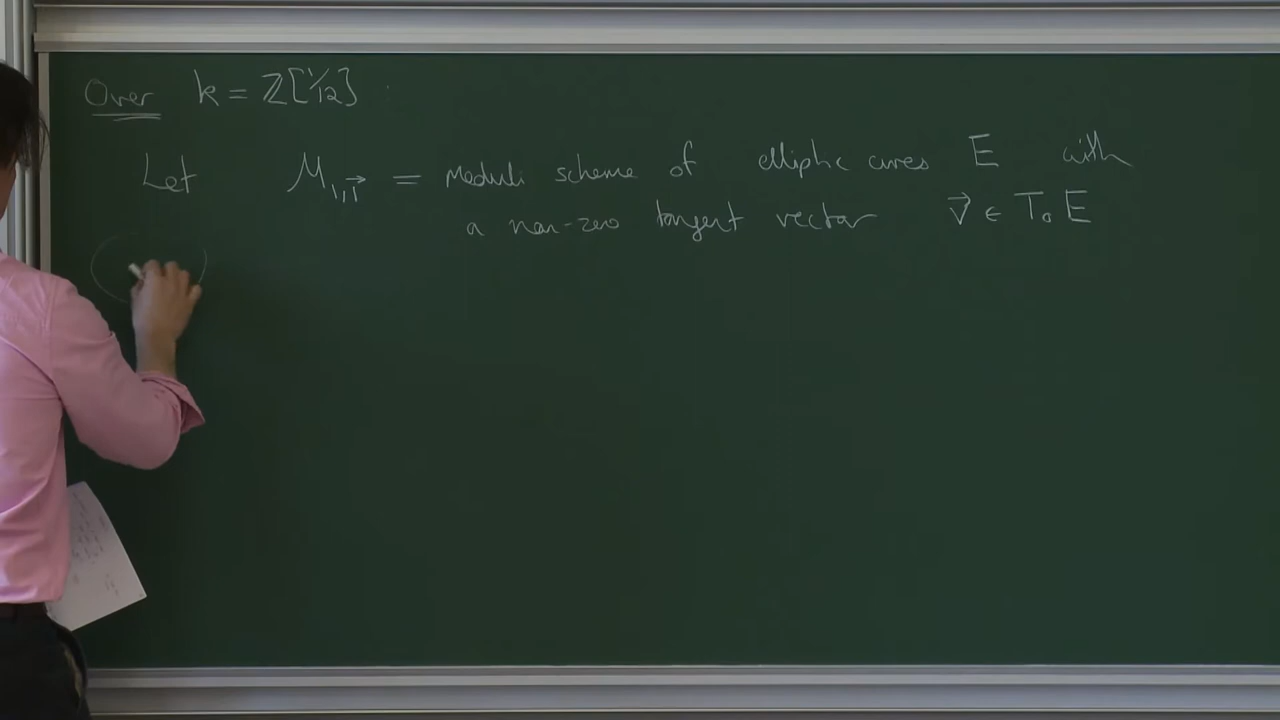 Over k = ℤ[1/12] :
Let M₁,₁⃗ = moduli scheme of elliptic curves E with
a non-zero tangent vector v⃗ ∈ T₀E